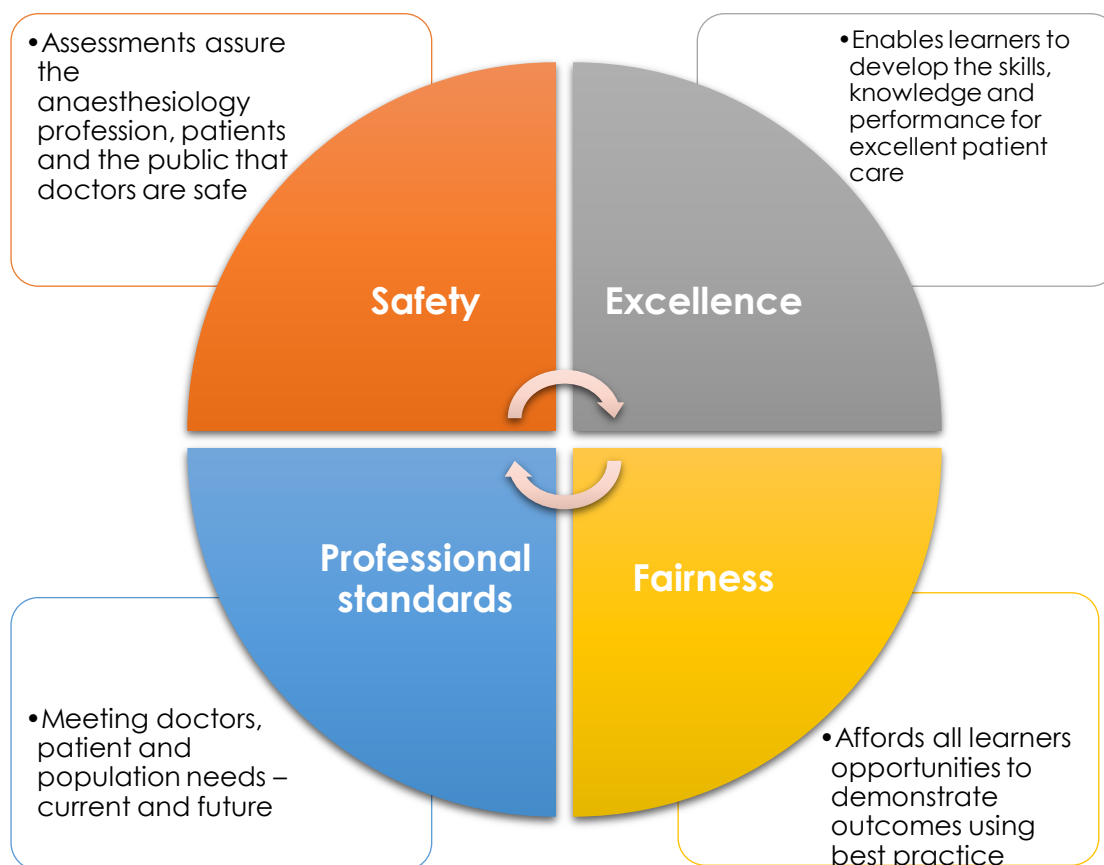 •Assessments assure
the
anaesthesiology
profession, patients
and the public that
doctors are safe
•Enables learners to
develop the skills,
knowledge and
performance for
excellent patient
care
Safety
Excellence
Professional
standards
Fairness
•Meeting doctors,
patient and
population needs –
current and future
•Affords all learners
opportunities to
demonstrate
outcomes using
best practice